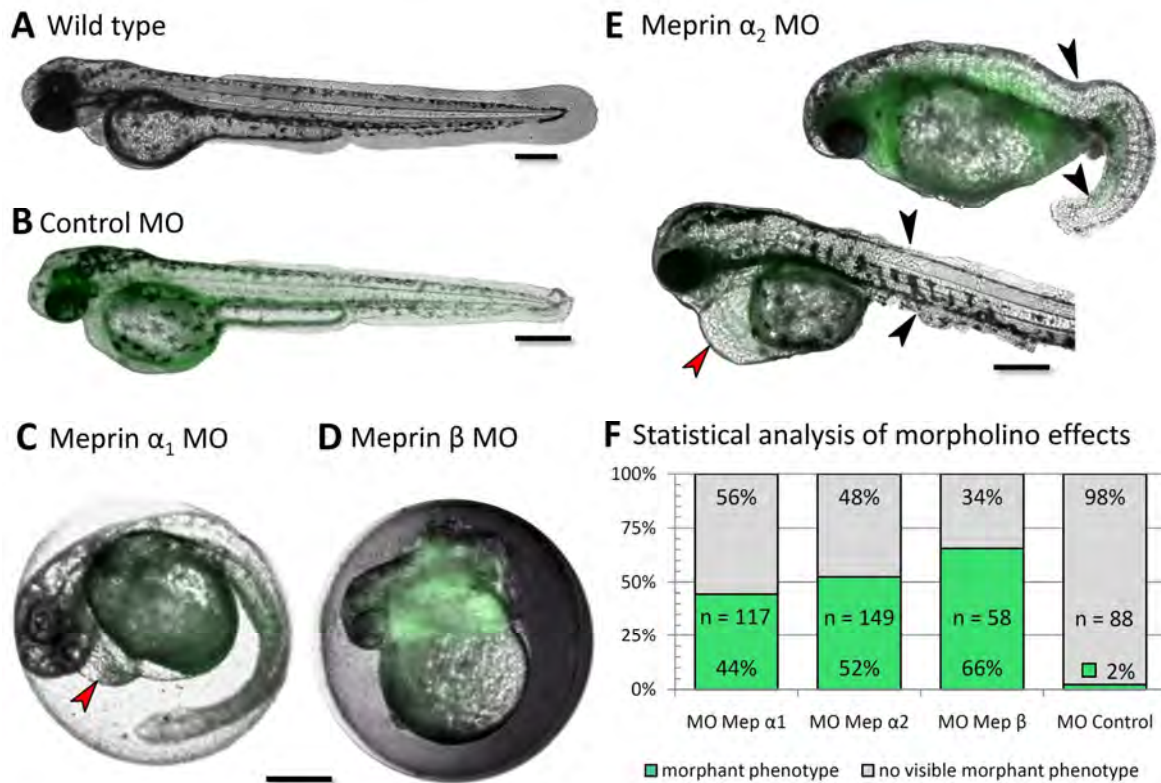 A Wild type
B Control MO
C Meprin α₁ MO
D Meprin β MO
E Meprin α₂ MO
F Statistical analysis of morpholino effects
100%
75%
50%
25%
0%
56%
48%
34%
98%
n = 117
n = 149
n = 58
n = 88
44%
52%
66%
2%
MO Mep α1
MO Mep α2
MO Mep β
MO Control
morphant phenotype
no visible morphant phenotype